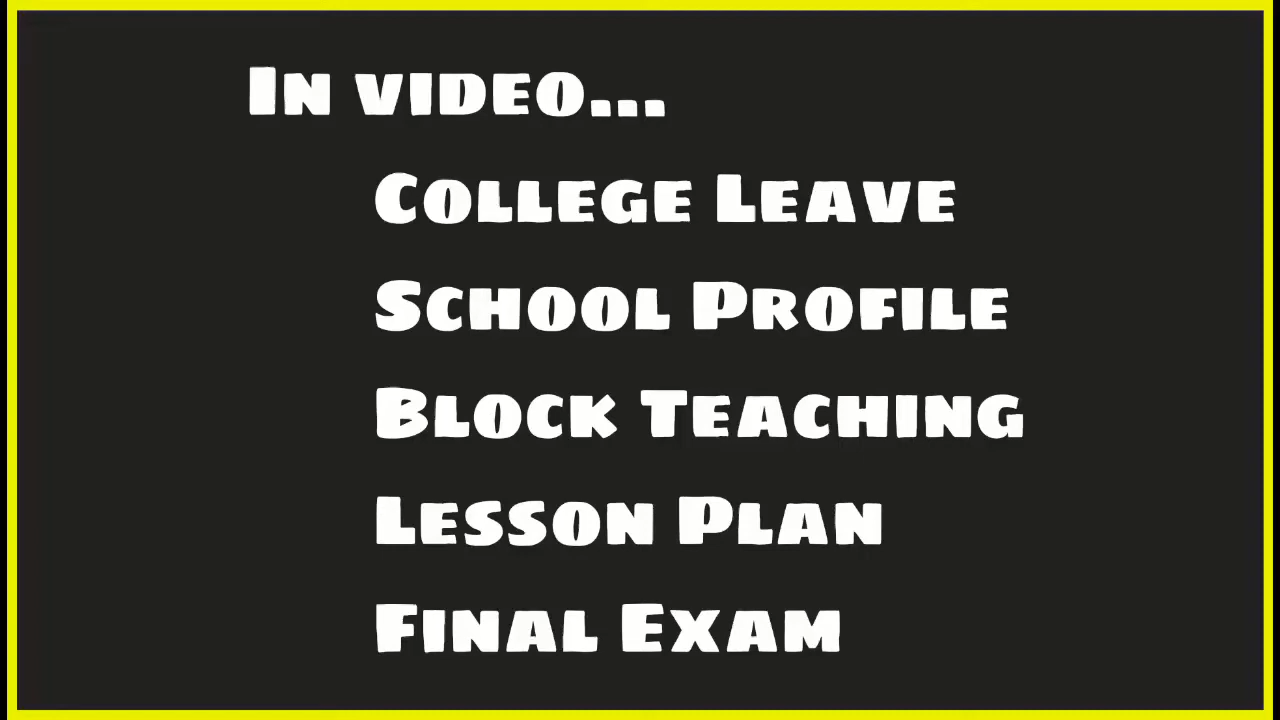 In video...
College Leave
School Profile
Block Teaching
Lesson Plan
Final Exam